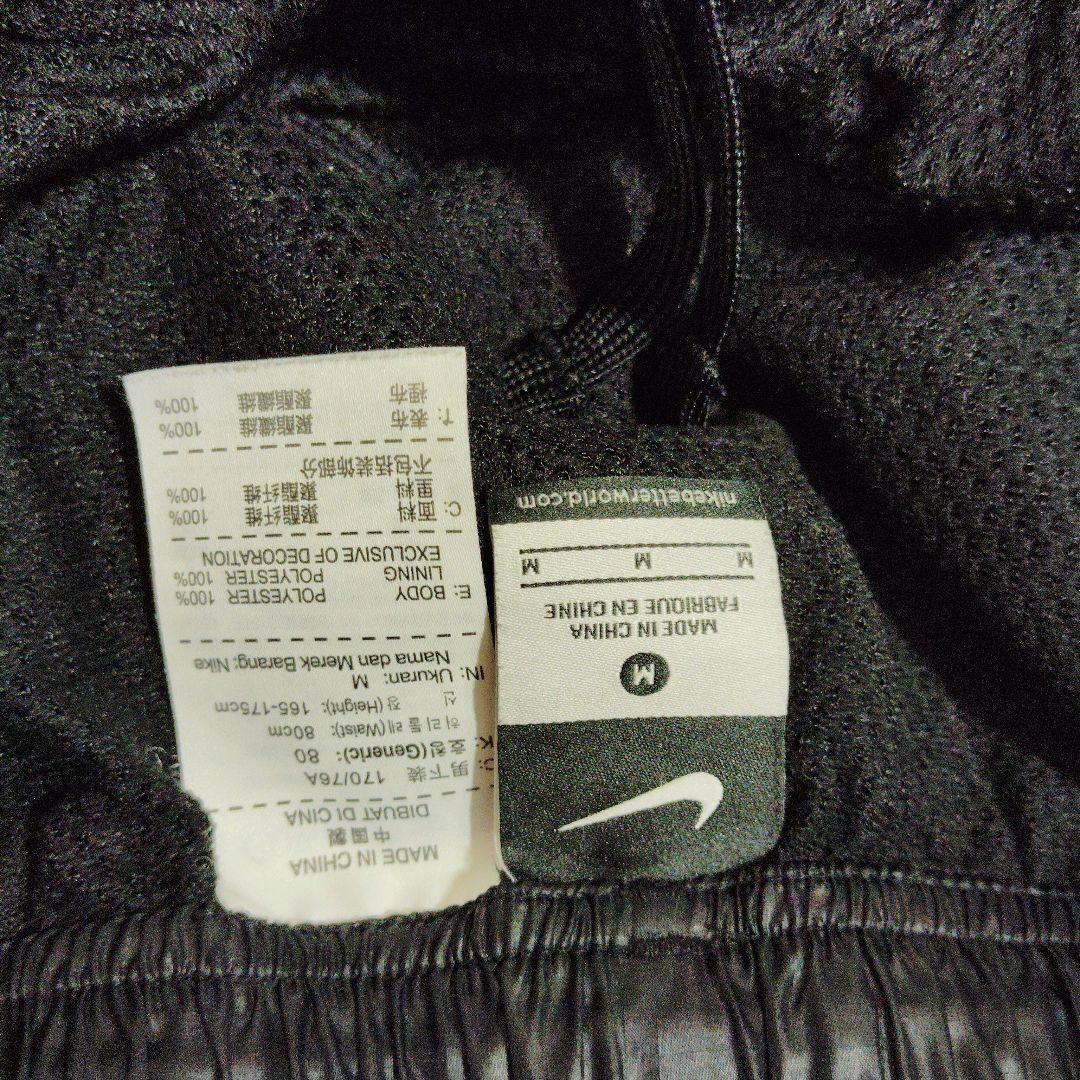 MADE IN CHINA
中國製
DIBUAT DI CINA
男下装 170/76A
호칭(Generic): 80
허리둘레(Waist): 80cm
신장(Height): 165-175cm
IN: Ukuran: M
Nama dan Merek Barang: Nike
E: BODY POLYESTER 100%
LINING POLYESTER 100%
EXCLUSIVE OF DECORATION
C: 面料 聚酯纤维 100%
里料 聚酯纤维 100%
不包括装饰部分
T: 表布 聚酯纖維 100%
裡布 聚酯纖維 100%
M
MADE IN CHINA
FABRIQUE EN CHINE
M M M
nikebetterworld.com